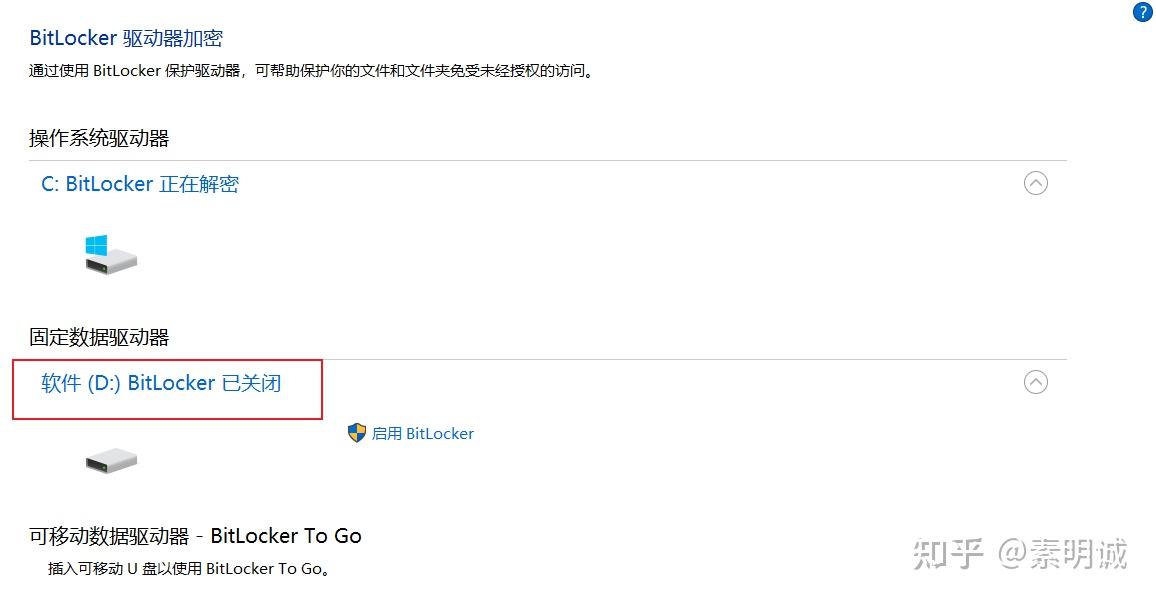 ?
BitLocker 驱动器加密
通过使用 BitLocker 保护驱动器，可帮助保护你的文件和文件夹免受未经授权的访问。
操作系统驱动器
C: BitLocker 正在解密
固定数据驱动器
软件 (D:) BitLocker 已关闭
启用 BitLocker
可移动数据驱动器 - BitLocker To Go
插入可移动 U 盘以使用 BitLocker To Go。
知乎 @素明诚